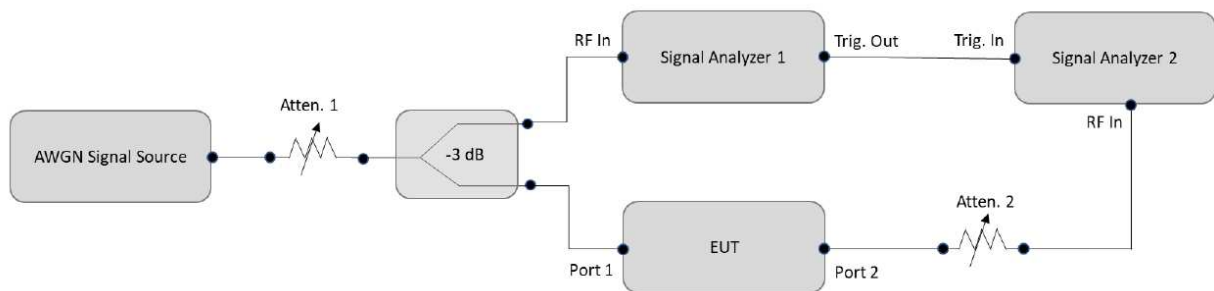 RF In
Signal Analyzer 1
Trig. Out
Trig. In
Signal Analyzer 2
Atten. 1
RF In
AWGN Signal Source
-3 dB
Atten. 2
EUT
Port 1
Port 2